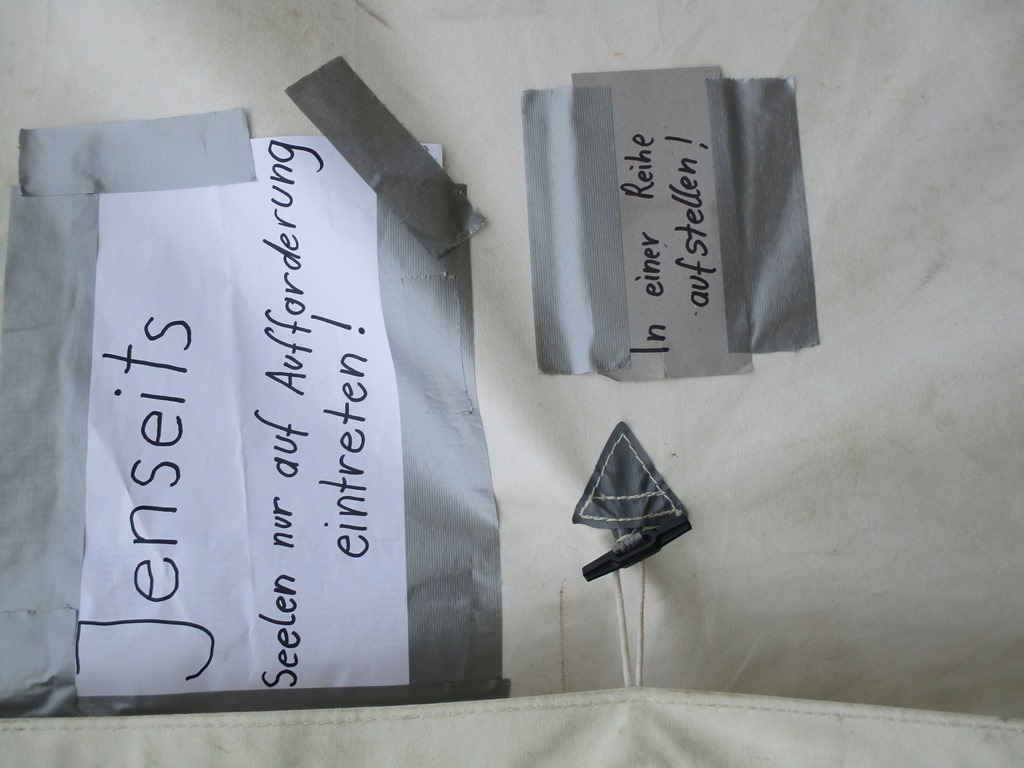 Jenseits
Seelen nur auf Aufforderung
eintreten!
In einer Reihe
aufstellen!